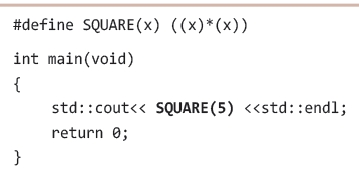 #define SQUARE(x) ((x)*(x))
int main(void)
{
std::cout<< SQUARE(5) <<std::endl;
return 0;
}